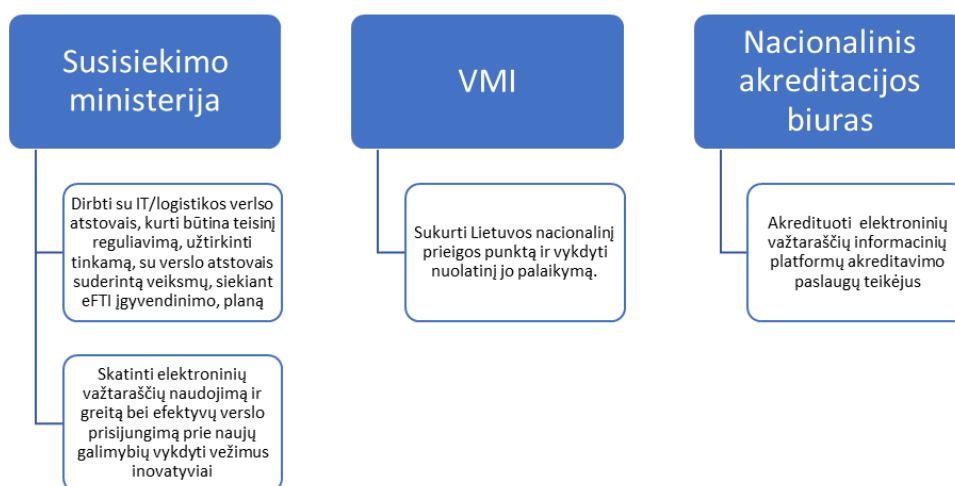 Susisiekimo
ministerija
Dirbti su IT/logistikos verlso
atstovais, kurti būtina teisinį
reguliavimą, užtirkinti
tinkamą, su verslo atstovais
suderintą veiksmų, siekiant
eFTI įgyvendinimo, planą
Skatinti elektroninių
važtaraščių naudojimą ir
greitą bei efektyvų verslo
prisijungimą prie naujų
galimybių vykdyti vežimus
inovatyviai
VMI
Sukurti Lietuvos nacionalinį
prieigos punktą ir vykdyti
nuolatinį jo palaikymą.
Nacionalinis
akreditacijos
biuras
Akredituoti elektroninių
važtaraščių informacinių
platformų akreditavimo
paslaugų teikėjus